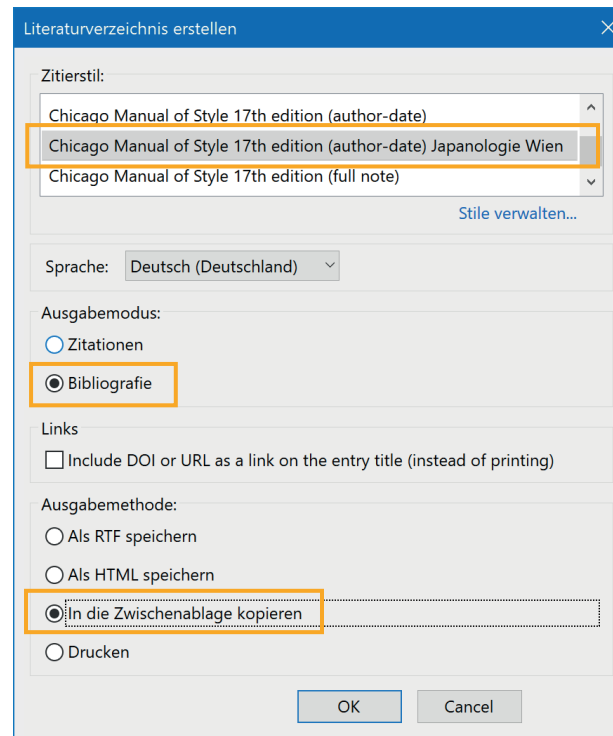 Literaturverzeichnis erstellen
Zitierstil:
Chicago Manual of Style 17th edition (author-date)
Chicago Manual of Style 17th edition (author-date) Japanologie Wien
Chicago Manual of Style 17th edition (full note)
Stile verwalten...
Sprache: Deutsch (Deutschland)
Ausgabemodus:
Zitationen
Bibliografie
Links
Include DOI or URL as a link on the entry title (instead of printing)
Ausgabemethode:
Als RTF speichern
Als HTML speichern
In die Zwischenablage kopieren
Drucken
OK Cancel